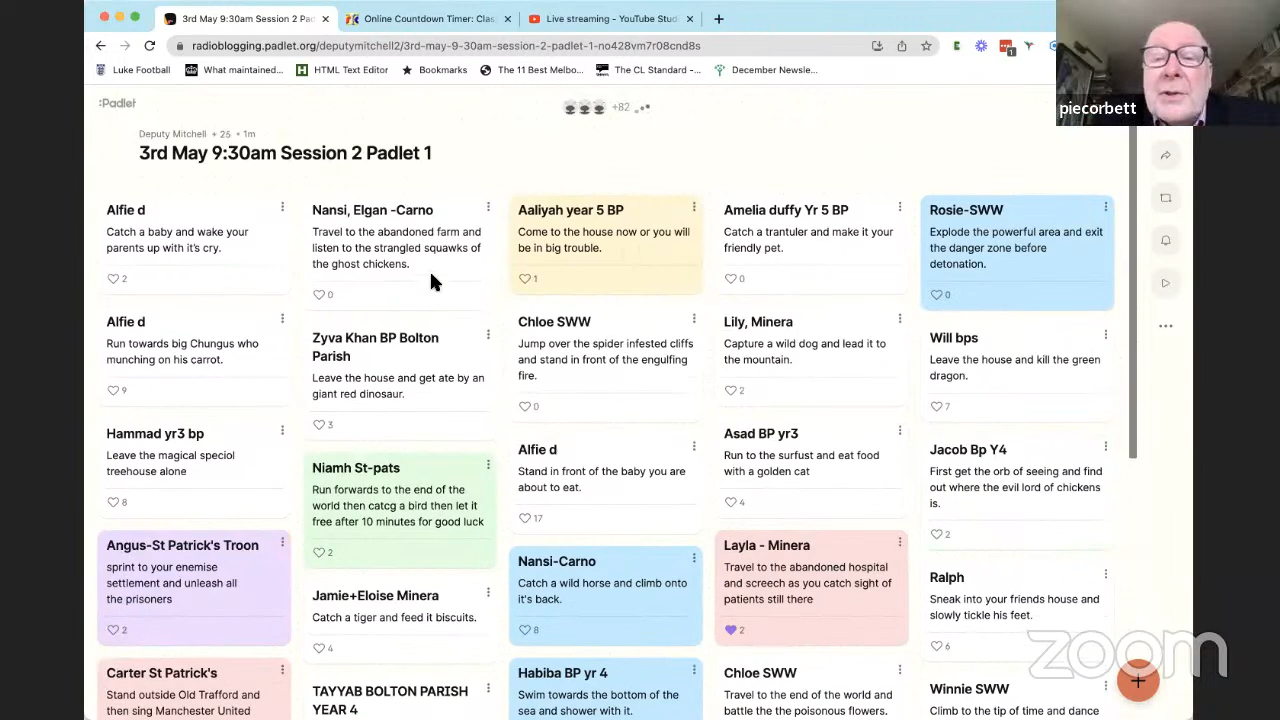 3rd May 9:30am Session 2 Padl
Online Countdown Timer: Clas
Live streaming - YouTube Stud
radioblogging.padlet.org/deputymitchell2/3rd-may-9-30am-session-2-padlet-1-no428vm7r08cnd8s
1
Luke Football
What maintained...
HTML Text Editor
Bookmarks
The 11 Best Melbo...
The CL Standard -...
December Newsle...
piecorbett
:Padlet
+82
Deputy Mitchell + 25 • 1m
3rd May 9:30am Session 2 Padlet 1
Alfie d
Catch a baby and wake your
parents up with it's cry.
2
Alfie d
Run towards big Chungus who
munching on his carrot.
9
Hammad yr3 bp
Leave the magical speciol
treehouse alone
8
Angus-St Patrick's Troon
sprint to your enemise
settlement and unleash all
the prisoners
2
Carter St Patrick's
Stand outside Old Trafford and
then sing Manchester United
Nansi, Elgan -Carno
Travel to the abandoned farm and
listen to the strangled squawks of
the ghost chickens.
0
Zyva Khan BP Bolton
Parish
Leave the house and get ate by an
giant red dinosaur.
3
Niamh St-pats
Run forwards to the end of the
world then catcg a bird then let it
free after 10 minutes for good luck
2
Jamie+Eloise Minera
Catch a tiger and feed it biscuits.
4
TAYYAB BOLTON PARISH
YEAR 4
Aaliyah year 5 BP
Come to the house now or you will
be in big trouble.
1
Chloe SWW
Jump over the spider infested cliffs
and stand in front of the engulfing
fire.
0
Alfie d
Stand in front of the baby you are
about to eat.
17
Nansi-Carno
Catch a wild horse and climb onto
it's back.
8
Habiba BP yr 4
Swim towards the bottom of the
sea and shower with it.
Amelia duffy Yr 5 BP
Catch a trantuler and make it your
friendly pet.
0
Lily, Minera
Capture a wild dog and lead it to
the mountain.
2
Asad BP yr3
Run to the surfust and eat food
with a golden cat
4
Layla - Minera
Travel to the abandoned hospital
and screech as you catch sight of
patients still there
2
Chloe SWW
Travel to the end of the world and
battle the the poisonous flowers.
Rosie-SWW
Explode the powerful area and exit
the danger zone before
detonation.
0
Will bps
Leave the house and kill the green
dragon.
7
Jacob Bp Y4
First get the orb of seeing and find
out where the evil lord of chickens
is.
2
Ralph
Sneak into your friends house and
slowly tickle his feet.
6
Winnie SWW
Climb to the tip of time and dance
zoom